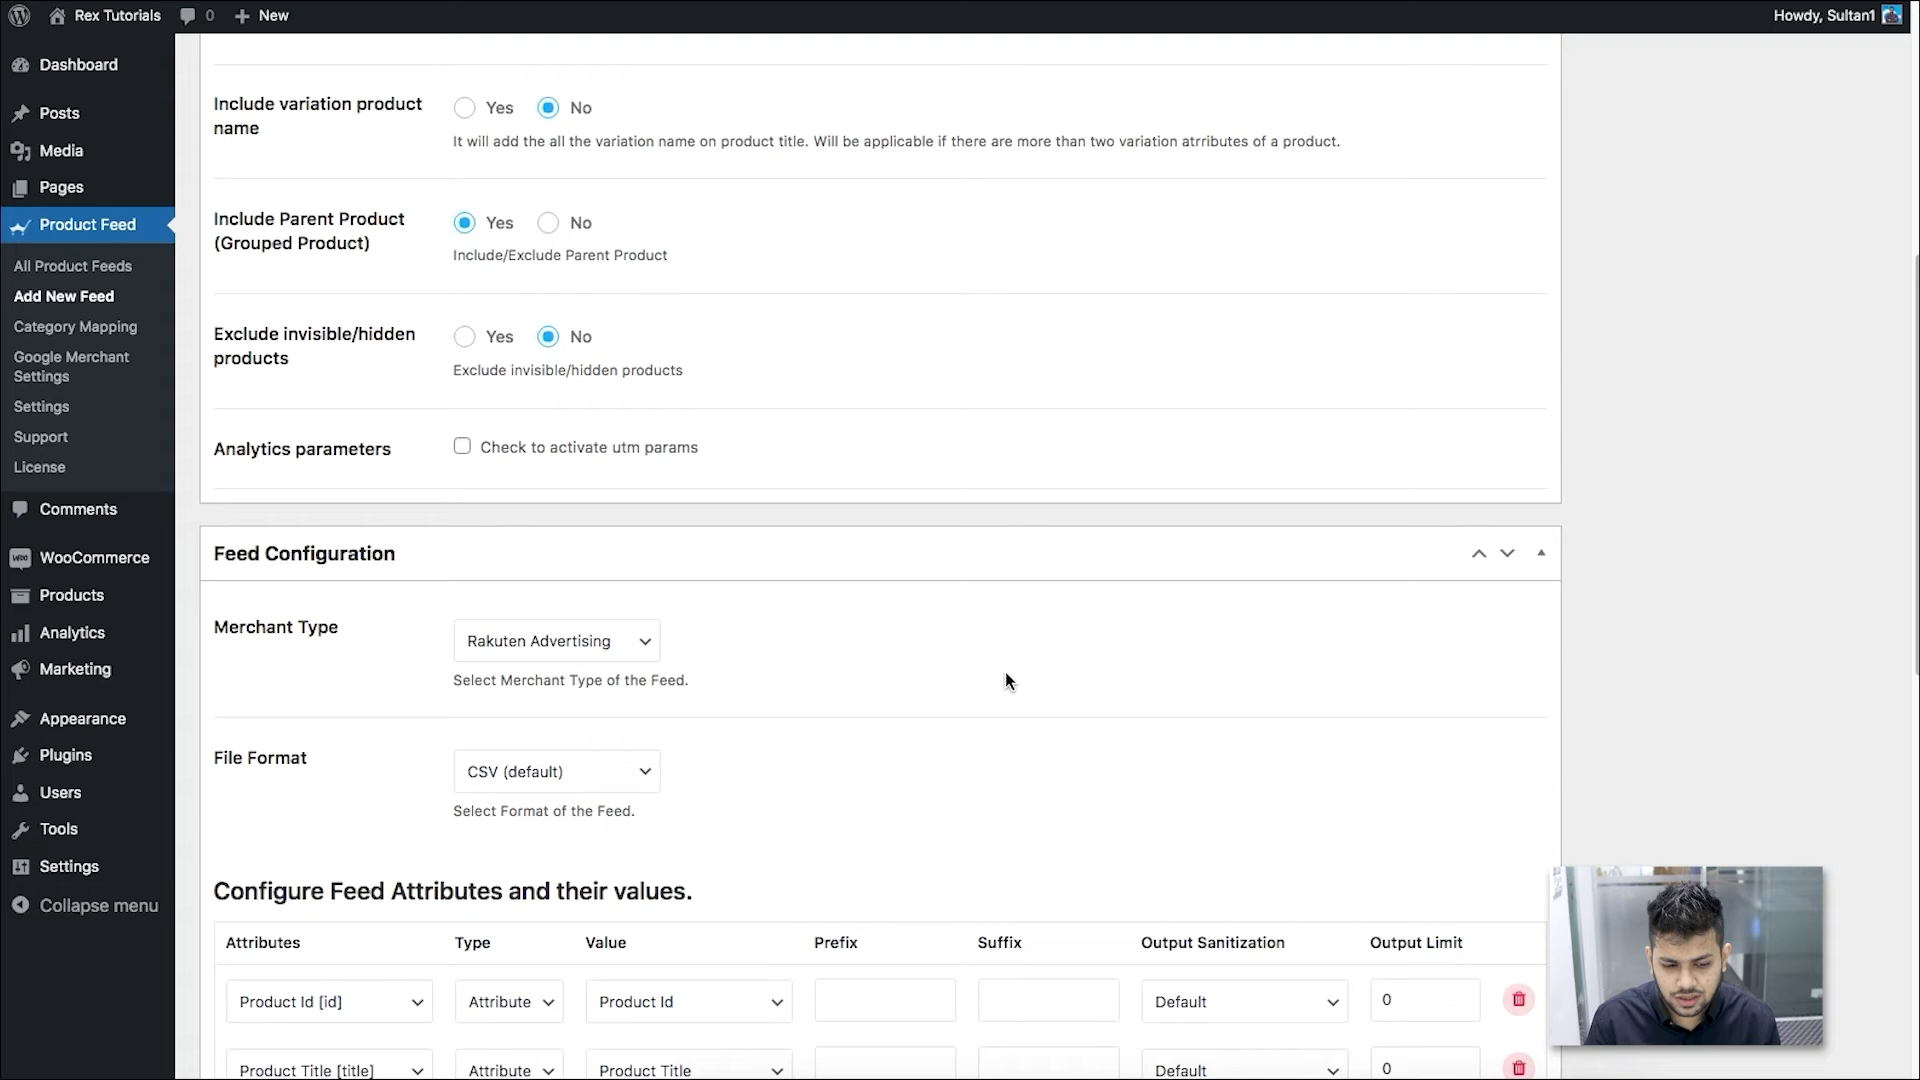 Rex Tutorials
0
New
Howdy, Sultan1
Dashboard
Posts
Media
Pages
Product Feed
All Product Feeds
Add New Feed
Category Mapping
Google Merchant
Settings
Settings
Support
License
Comments
WooCommerce
Products
Analytics
Marketing
Appearance
Plugins
Users
Tools
Settings
Collapse menu
Include variation product
name
Yes
No
It will add the all the variation name on product title. Will be applicable if there are more than two variation atrributes of a product.
Include Parent Product
(Grouped Product)
Yes
No
Include/Exclude Parent Product
Exclude invisible/hidden
products
Yes
No
Exclude invisible/hidden products
Analytics parameters
Check to activate utm params
Feed Configuration
Merchant Type
Rakuten Advertising
Select Merchant Type of the Feed.
File Format
CSV (default)
Select Format of the Feed.
Configure Feed Attributes and their values.
Attributes Type Value Prefix Suffix Output Sanitization Output Limit
Product Id [id] Attribute Product Id Default 0
Product Title [title] Attribute Product Title Default 0